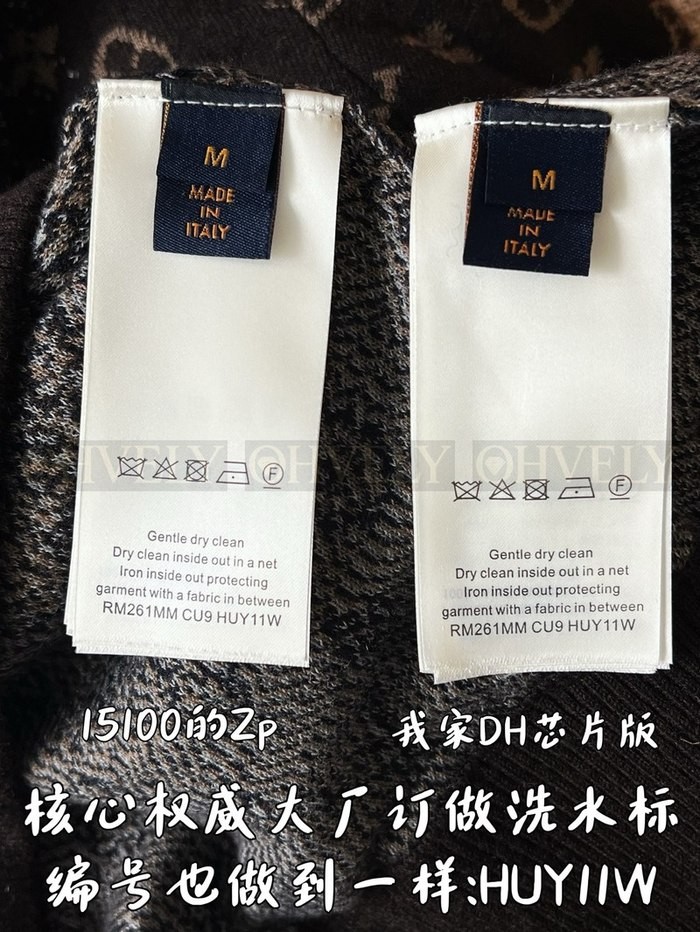 M
MADE
IN
ITALY
Gentle dry clean
Dry clean inside out in a net
Iron inside out protecting
garment with a fabric in between
RM261MM CU9 HUY11W
M
MADE
IN
ITALY
Gentle dry clean
Dry clean inside out in a net
Iron inside out protecting
garment with a fabric in between
RM261MM CU9 HUY11W
F
F
OHVELY OHVELY
15100的Zp
我家DH芯片版
核心权威大厂订做洗水标
编号也做到一样:HUY11W